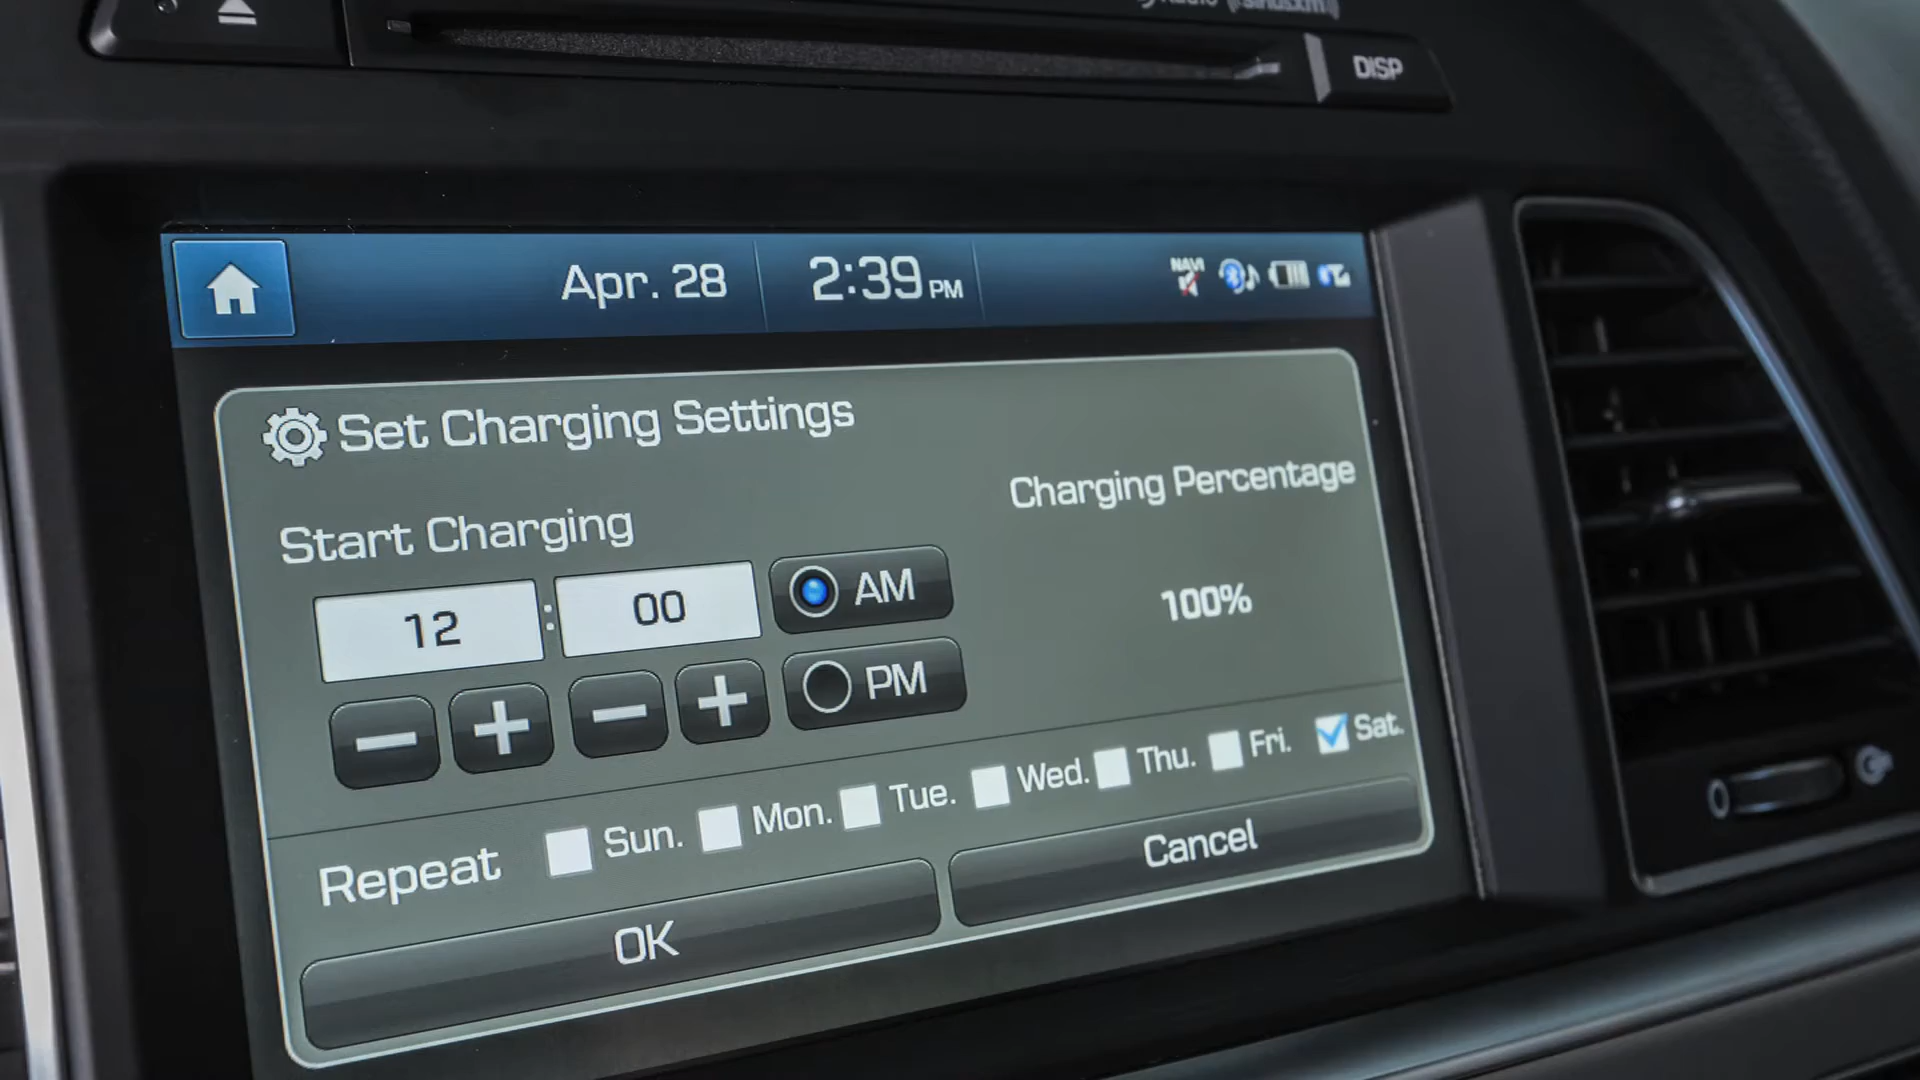 DISP
Apr. 28 2:39 PM NAVI
Set Charging Settings
Start Charging
Charging Percentage
12 : 00 AM
100%
PM
Repeat Sun. Mon. Tue. Wed. Thu. Fri. Sat.
OK Cancel